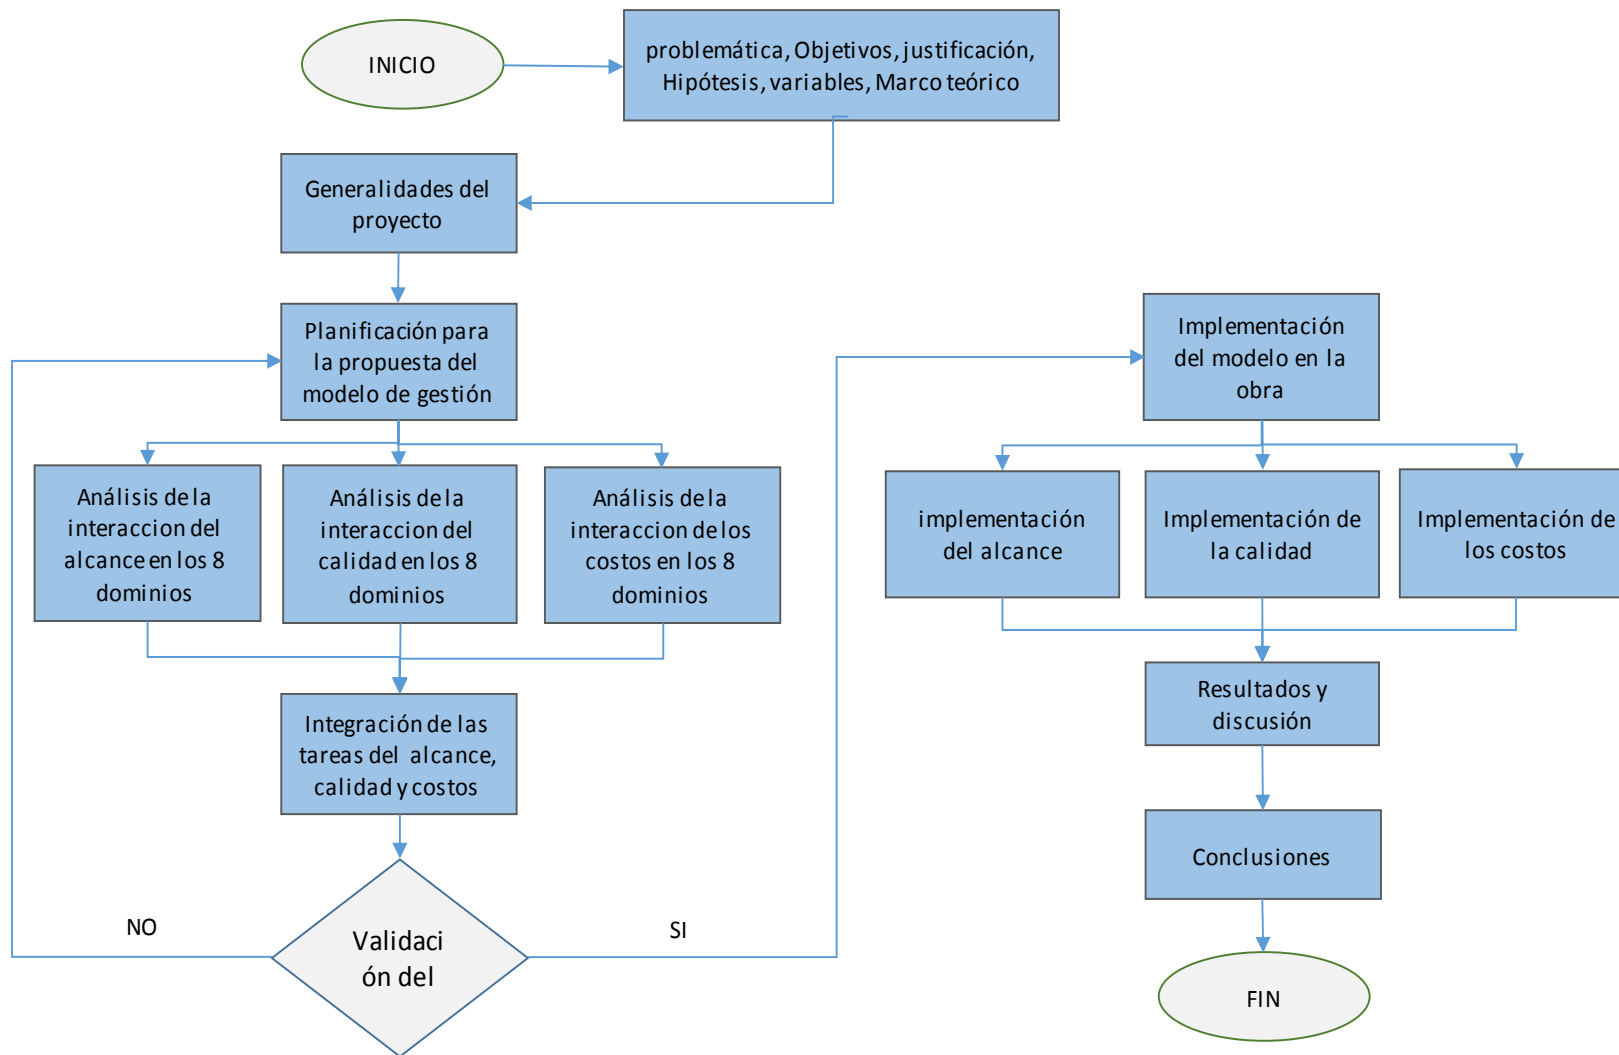 INICIO
problemática, Objetivos, justificación,
Hipótesis, variables, Marco teórico
Generalidades del
proyecto
Planificación para
la propuesta del
modelo de gestión
Análisis de la
interaccion del
alcance en los 8
dominios
Análisis de la
interaccion del
calidad en los 8
dominios
Análisis de la
interaccion de los
costos en los 8
dominios
Integración de las
tareas del alcance,
calidad y costos
NO
Validaci
ón del
SI
Implementación
del modelo en la
obra
implementación
del alcance
Implementación de
la calidad
Implementación de
los costos
Resultados y
discusión
Conclusiones
FIN